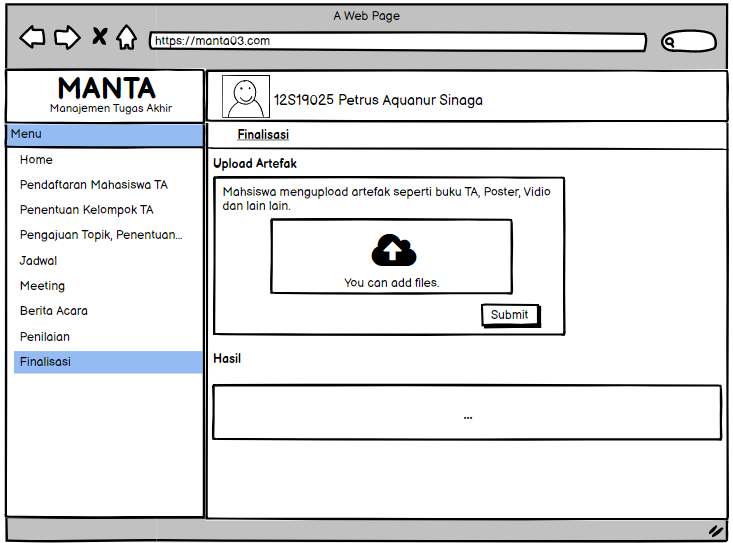 A Web Page
https://manta03.com
MANTA
Manajemen Tugas Akhir
12S19025 Petrus Aquanur Sinaga
Menu
Finalisasi
Home
Pendaftaran Mahasiswa TA
Penentuan Kelompok TA
Pengajuan Topik, Penentuan...
Jadwal
Meeting
Berita Acara
Penilaian
Finalisasi
Upload Artefak
Mahsiswa mengupload artefak seperti buku TA, Poster, Vidio
dan lain lain.
You can add files.
Submit
Hasil
...